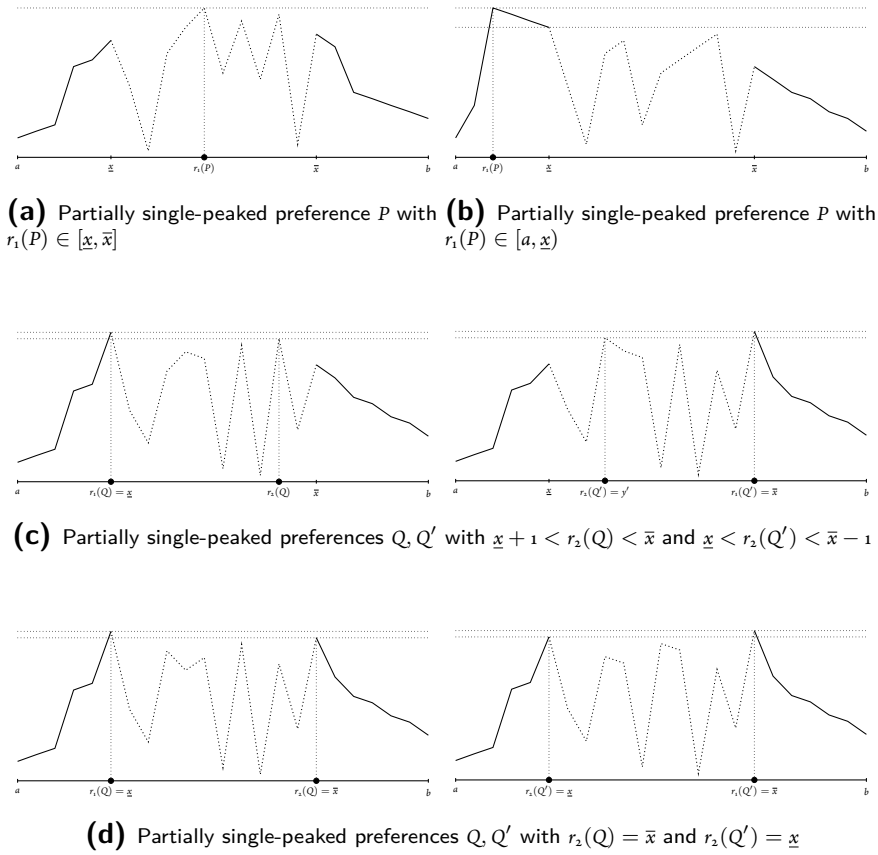 a x̲ r₁(P) x̅ b
a r₁(P) x̲ x̅ b
(a) Partially single-peaked preference P with
r₁(P) ∈ [x̲, x̅]
(b) Partially single-peaked preference P with
r₁(P) ∈ [a, x̲)
a r₁(Q) = x̲ r₂(Q) x̅ b
a x̲ r₂(Q′) = y′ r₁(Q′) = x̅ b
(c) Partially single-peaked preferences Q, Q′ with x̲ + 1 < r₂(Q) < x̅ and x̲ < r₂(Q′) < x̅ − 1
a r₁(Q) = x̲ r₂(Q) = x̅ b
a r₂(Q′) = x̲ r₁(Q′) = x̅ b
(d) Partially single-peaked preferences Q, Q′ with r₂(Q) = x̅ and r₂(Q′) = x̲